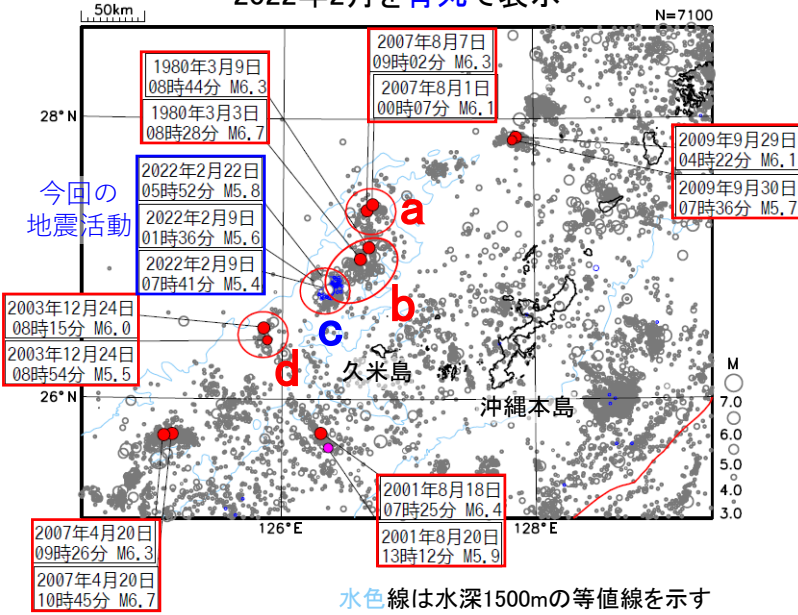 2022年2月を青丸で表示
50km
N=7100
2007年8月7日
09時02分 M6.3
2007年8月1日
00時07分 M6.1
1980年3月9日
08時44分 M6.3
1980年3月3日
08時28分 M6.7
28°N
2009年9月29日
04時22分 M6.1
2009年9月30日
07時36分 M5.7
今回の
地震活動
2022年2月22日
05時52分 M5.8
2022年2月9日
01時36分 M5.6
2022年2月9日
07時41分 M5.4
a
b
c
d
2003年12月24日
08時15分 M6.0
2003年12月24日
08時54分 M5.5
久米島
沖縄本島
26°N
M
7.0
6.0
5.0
4.0
3.0
2001年8月18日
07時25分 M6.4
2001年8月20日
13時12分 M5.9
126°E
128°E
2007年4月20日
09時26分 M6.3
2007年4月20日
10時45分 M6.7
水色線は水深1500mの等値線を示す